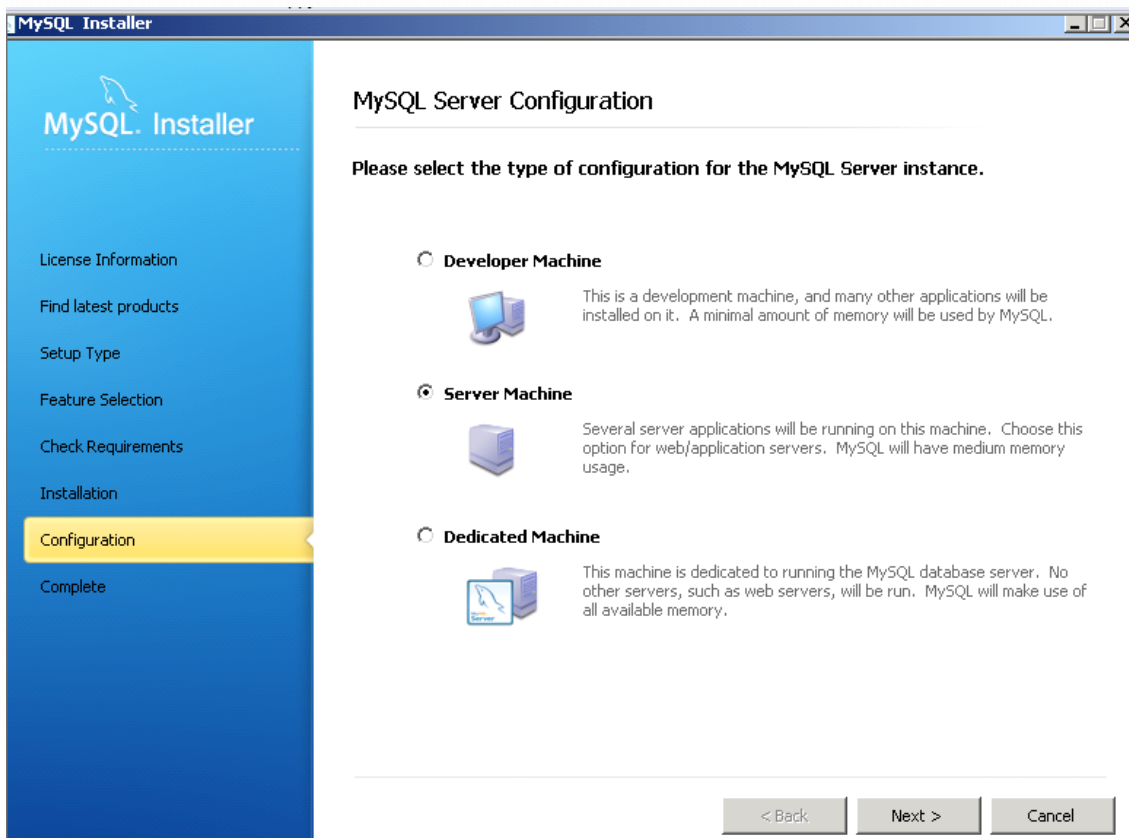 MySQL Installer
MySQL. Installer
License Information
Find latest products
Setup Type
Feature Selection
Check Requirements
Installation
Configuration
Complete
MySQL Server Configuration
Please select the type of configuration for the MySQL Server instance.
Developer Machine
This is a development machine, and many other applications will be
installed on it. A minimal amount of memory will be used by MySQL.
Server Machine
Several server applications will be running on this machine. Choose this
option for web/application servers. MySQL will have medium memory
usage.
Dedicated Machine
This machine is dedicated to running the MySQL database server. No
other servers, such as web servers, will be run. MySQL will make use of
all available memory.
Server
< Back
Next >
Cancel